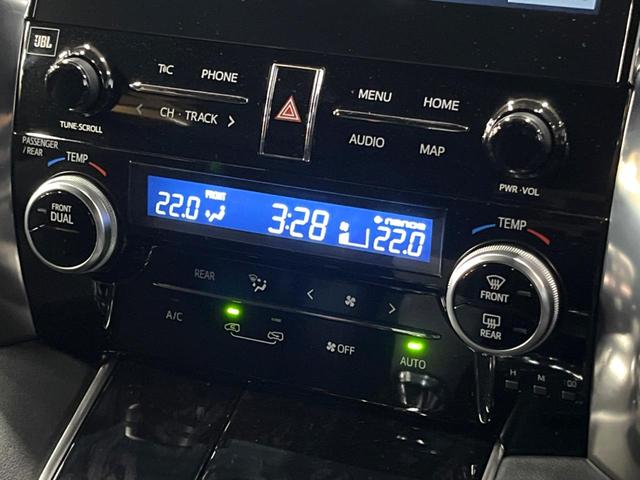 JBL
T&C PHONE
MENU HOME
CH · TRACK
AUDIO MAP
TUNE·SCROLL
PWR·VOL
PASSENGER
/REAR
TEMP
TEMP
FRONT
DUAL
22.0 FRONT 3:28 nanoe 22.0
FRONT
REAR
REAR
A/C
OFF
AUTO
H M